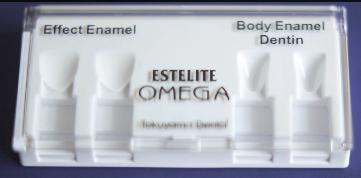 Effect Enamel
Body Enamel
Dentin
ESTELITE
OMEGA
Tokuyama Dental